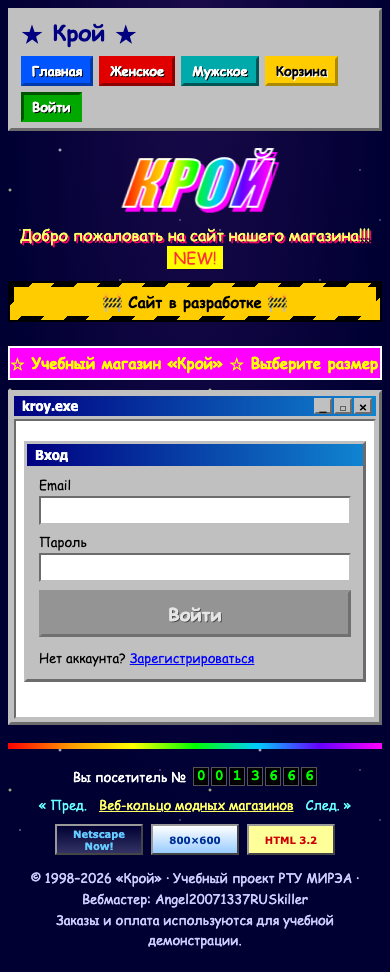 ★ Крой ★
Главная Женское Мужское Корзина
Войти
КРОЙ
Добро пожаловать на сайт нашего магазина!!!
NEW!
🚧 Сайт в разработке 🚧
☆ Учебный магазин «Крой» ☆ Выберите размер
kroy.exe
Вход
Email
Пароль
Войти
Нет аккаунта? Зарегистрироваться
Вы посетитель № 0013666
« Пред. Веб-кольцо модных магазинов След. »
Netscape
Now!
800×600
HTML 3.2
© 1998–2026 «Крой» · Учебный проект РТУ МИРЭА ·
Вебмастер: Angel20071337RUSkiller
Заказы и оплата используются для учебной
демонстрации.